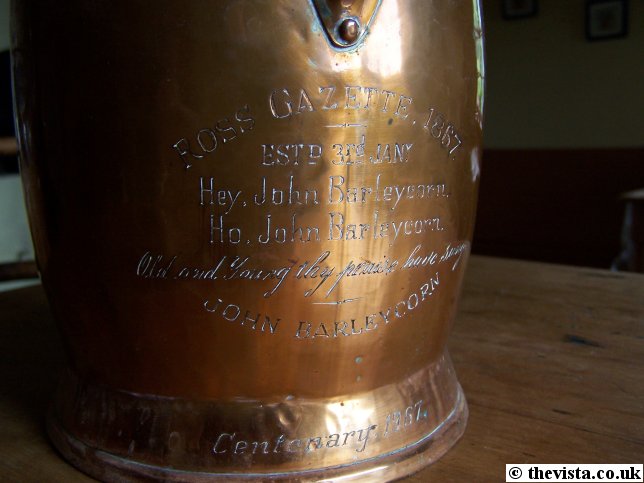 ROSS GAZETTE. 1867.
ESTD 3RD JANY
Hey, John Barleycorn,
Ho, John Barleycorn,
Old and Young thy praise have sung
JOHN BARLEYCORN
Centenary. 1967.
© thevista.co.uk